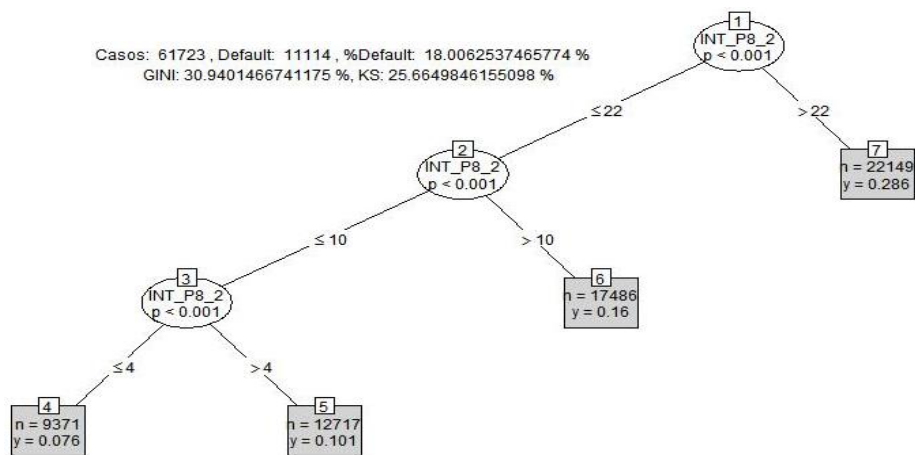 Casos: 61723 , Default: 11114 , %Default: 18.0062537465774 %
GINI: 30.9401466741175 %, KS: 25.6649846155098 %
1
INT_P8_2
p < 0.001
≤ 22
> 22
2
INT_P8_2
p < 0.001
7
n = 22149
y = 0.286
≤ 10
> 10
3
INT_P8_2
p < 0.001
6
n = 17486
y = 0.16
≤ 4
> 4
4
n = 9371
y = 0.076
5
n = 12717
y = 0.101